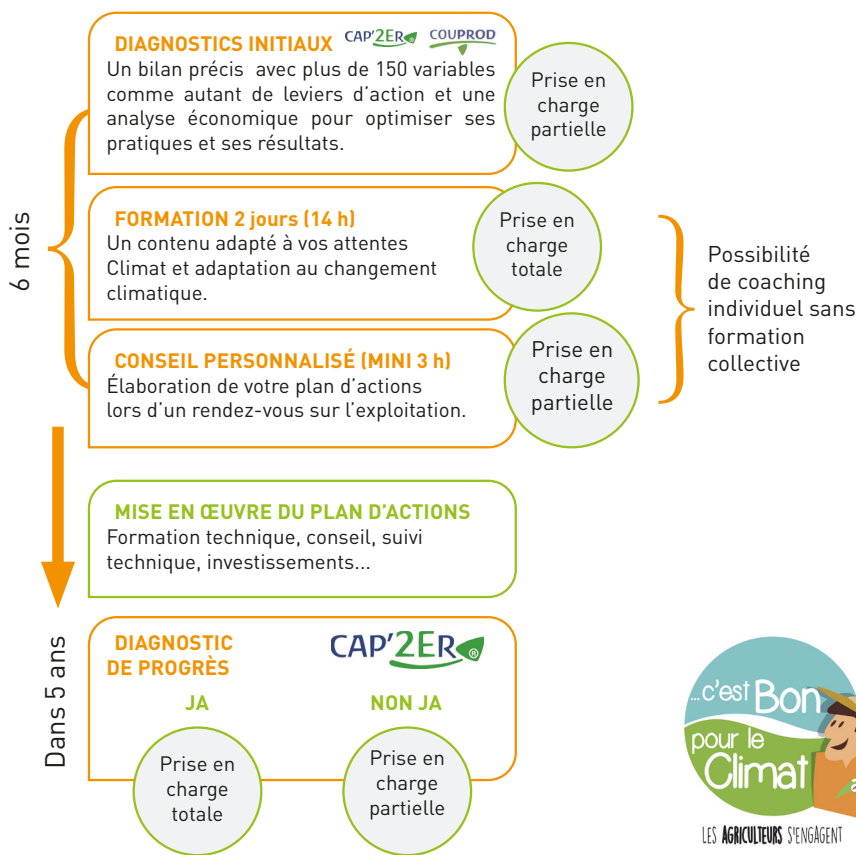 DIAGNOSTICS INITIAUX CAP'2ER® COUPROD
Un bilan précis avec plus de 150 variables
comme autant de leviers d'action et une
analyse économique pour optimiser ses
pratiques et ses résultats.
Prise en
charge
partielle
6 mois
FORMATION 2 jours (14 h)
Un contenu adapté à vos attentes
Climat et adaptation au changement
climatique.
Prise en
charge
totale
CONSEIL PERSONNALISÉ (MINI 3 h)
Élaboration de votre plan d'actions
lors d'un rendez-vous sur l'exploitation.
Prise en
charge
partielle
Possibilité
de coaching
individuel sans
formation
collective
MISE EN ŒUVRE DU PLAN D'ACTIONS
Formation technique, conseil, suivi
technique, investissements...
Dans 5 ans
DIAGNOSTIC
DE PROGRÈS
CAP'2ER®
JA
NON JA
Prise en
charge
totale
Prise en
charge
partielle
...c'est Bon
pour le
Climat
LES AGRICULTEURS S'ENGAGENT